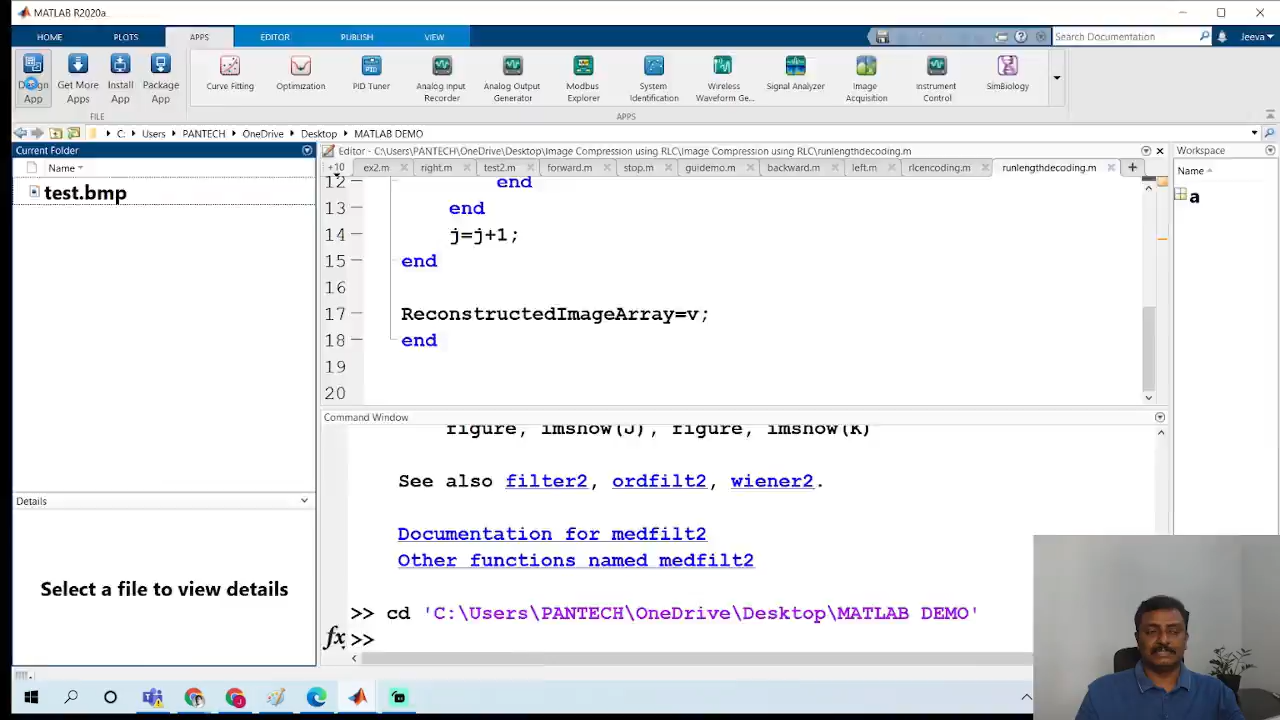 MATLAB R2020a
HOME PLOTS APPS EDITOR PUBLISH VIEW Search Documentation Jeeva
Design App Get More Apps Install App Package App Curve Fitting Optimization PID Tuner Analog Input Recorder Analog Output Generator Modbus Explorer System Identification Wireless Waveform Ge... Signal Analyzer Image Acquisition Instrument Control SimBiology
FILE APPS
C: Users PANTECH OneDrive Desktop MATLAB DEMO
Current Folder
Name
test.bmp
Details
Select a file to view details
Editor - C:\Users\PANTECH\OneDrive\Desktop\Image Compression using RLC\Image Compression using RLC\runlengthdecoding.m
+10 ex2.m right.m test2.m forward.m stop.m guidemo.m backward.m left.m rlcencoding.m runlengthdecoding.m
12 end
13 end
14 j=j+1;
15 end
16
17 ReconstructedImageArray=v;
18 end
19
20
Command Window
figure, imshow(J), figure, imshow(K)
See also filter2, ordfilt2, wiener2.
Documentation for medfilt2
Other functions named medfilt2
>> cd 'C:\Users\PANTECH\OneDrive\Desktop\MATLAB DEMO'
fx >>
Workspace
Name
a